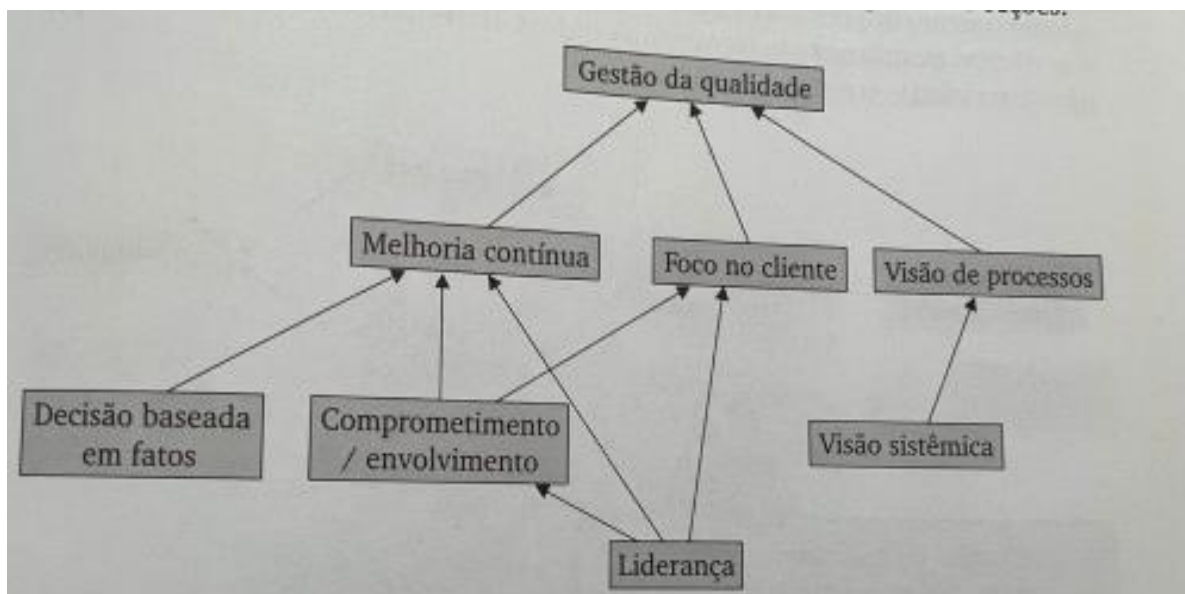 Gestão da qualidade
Melhoria contínua
Foco no cliente
Visão de processos
Decisão baseada
em fatos
Comprometimento
/ envolvimento
Visão sistêmica
Liderança